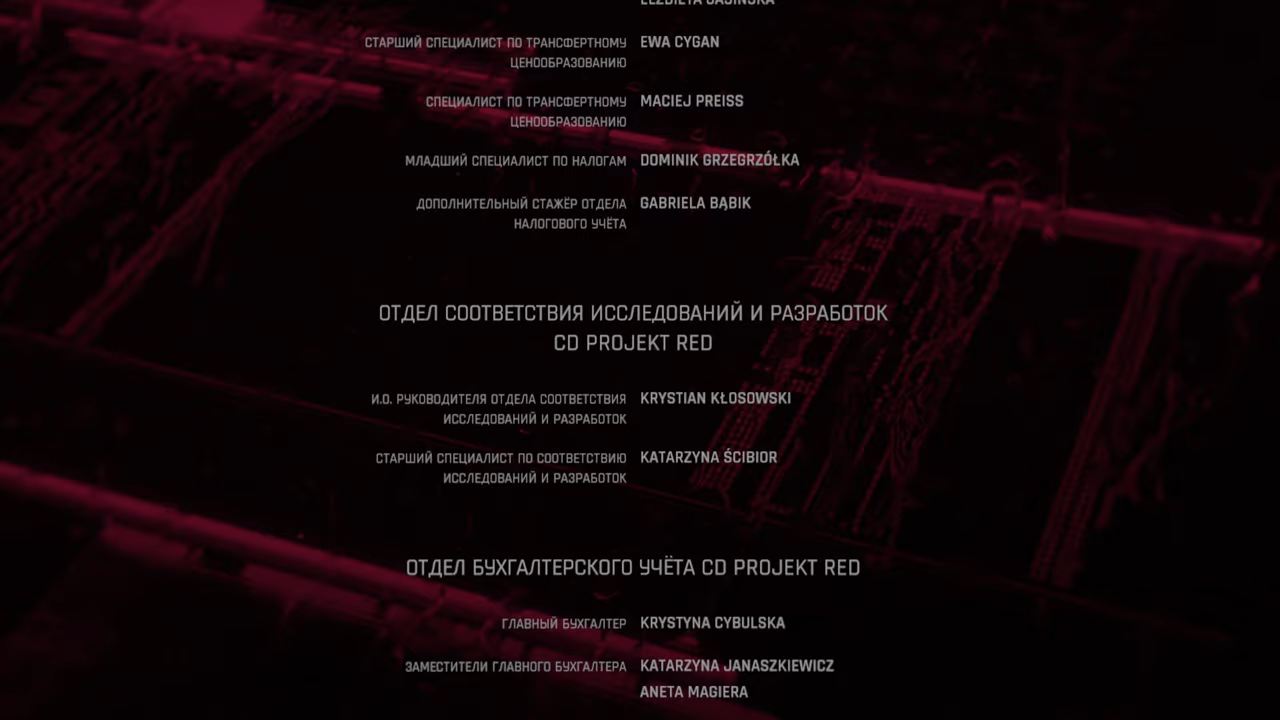 ELŻBIETA JASIŃSKA
СТАРШИЙ СПЕЦИАЛИСТ ПО ТРАНСФЕРТНОМУ EWA CYGAN
ЦЕНООБРАЗОВАНИЮ
СПЕЦИАЛИСТ ПО ТРАНСФЕРТНОМУ MACIEJ PREISS
ЦЕНООБРАЗОВАНИЮ
МЛАДШИЙ СПЕЦИАЛИСТ ПО НАЛОГАМ DOMINIK GRZEGRZÓŁKA
ДОПОЛНИТЕЛЬНЫЙ СТАЖЁР ОТДЕЛА GABRIELA BĄBIK
НАЛОГОВОГО УЧЁТА
ОТДЕЛ СООТВЕТСТВИЯ ИССЛЕДОВАНИЙ И РАЗРАБОТОК
CD PROJEKT RED
И.О. РУКОВОДИТЕЛЯ ОТДЕЛА СООТВЕТСТВИЯ KRYSTIAN KŁOSOWSKI
ИССЛЕДОВАНИЙ И РАЗРАБОТОК
СТАРШИЙ СПЕЦИАЛИСТ ПО СООТВЕТСТВИЮ KATARZYNA ŚCIBIOR
ИССЛЕДОВАНИЙ И РАЗРАБОТОК
ОТДЕЛ БУХГАЛТЕРСКОГО УЧЁТА CD PROJEKT RED
ГЛАВНЫЙ БУХГАЛТЕР KRYSTYNA CYBULSKA
ЗАМЕСТИТЕЛИ ГЛАВНОГО БУХГАЛТЕРА KATARZYNA JANASZKIEWICZ
ANETA MAGIERA